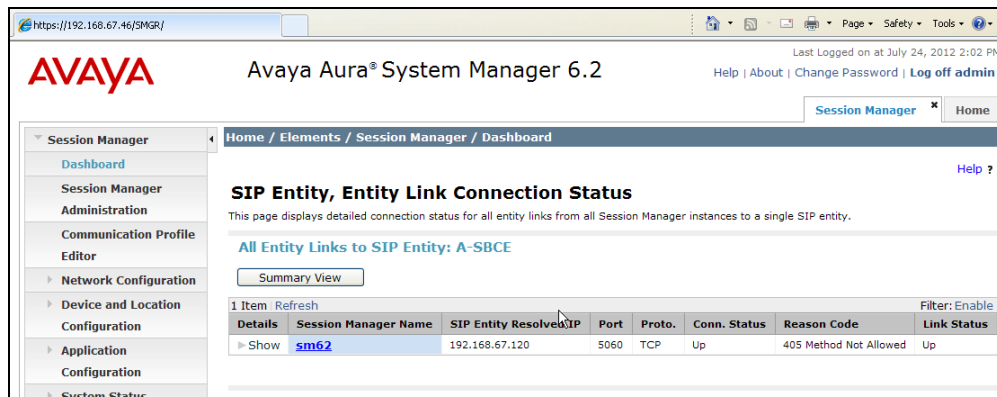 https://192.168.67.46/SMGR/
Page Safety Tools
AVAYA
Avaya Aura® System Manager 6.2
Last Logged on at July 24, 2012 2:02 PM
Help | About | Change Password | Log off admin
Session Manager × Home
Session Manager
Dashboard
Session Manager
Administration
Communication Profile
Editor
Network Configuration
Device and Location
Configuration
Application
Configuration
System Status
Home / Elements / Session Manager / Dashboard
Help ?
SIP Entity, Entity Link Connection Status
This page displays detailed connection status for all entity links from all Session Manager instances to a single SIP entity.
All Entity Links to SIP Entity: A-SBCE
Summary View
1 Item Refresh Filter: Enable
Details Session Manager Name SIP Entity Resolved IP Port Proto. Conn. Status Reason Code Link Status
Show sm62 192.168.67.120 5060 TCP Up 405 Method Not Allowed Up